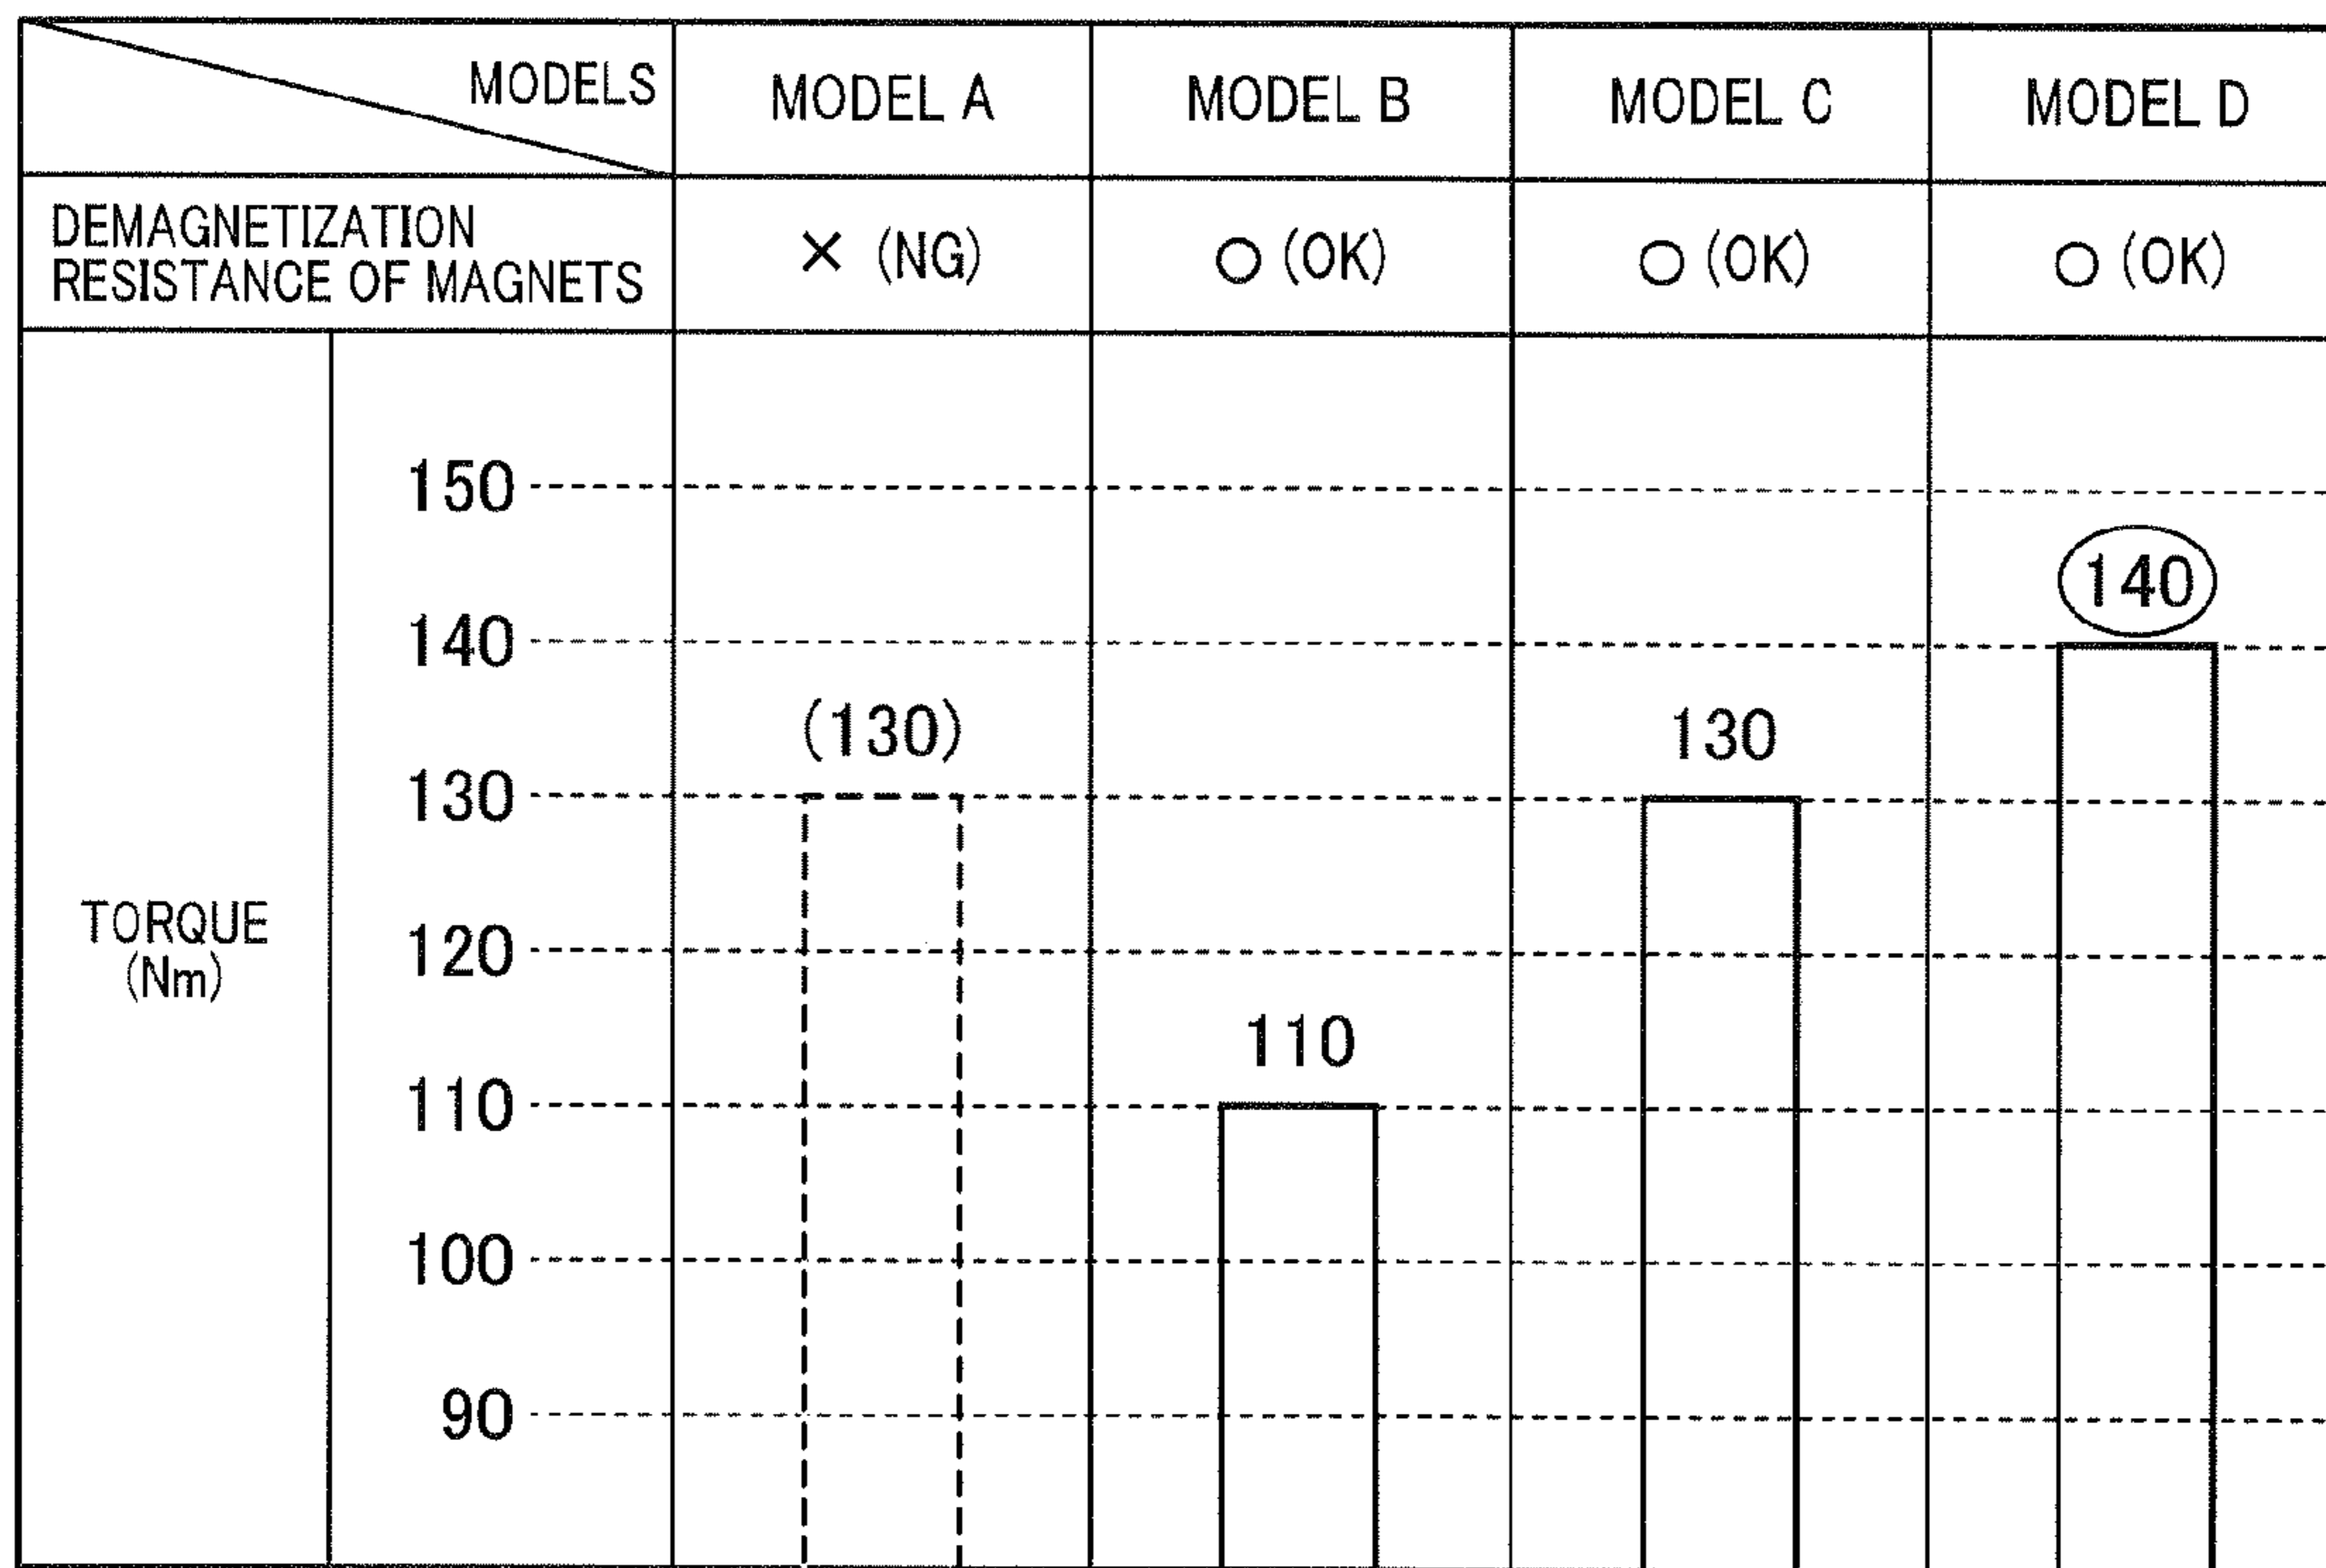 MODELS MODEL A MODEL B MODEL C MODEL D
DEMAGNETIZATION
RESISTANCE OF MAGNETS
× (NG) ○ (OK) ○ (OK) ○ (OK)
TORQUE
(Nm)
150
140
130
120
110
100
90
(130)
110
130
140